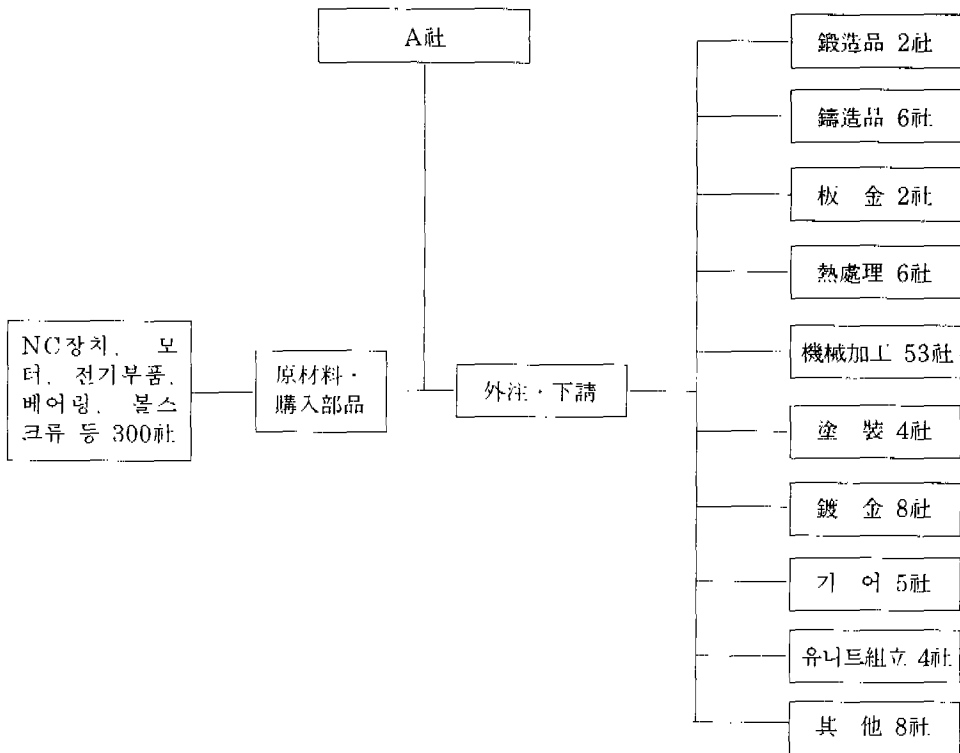 A社
鍛造品 2社
鑄造品 6社
板 金 2社
熱處理 6社
NC장치, 모
터, 전기부품,
베어링, 볼스
크류 등 300社
原材料·
購入部品
外注·下請
機械加工 53社
塗 裝 4社
鍍 金 8社
기 어 5社
유니트組立 4社
其 他 8社